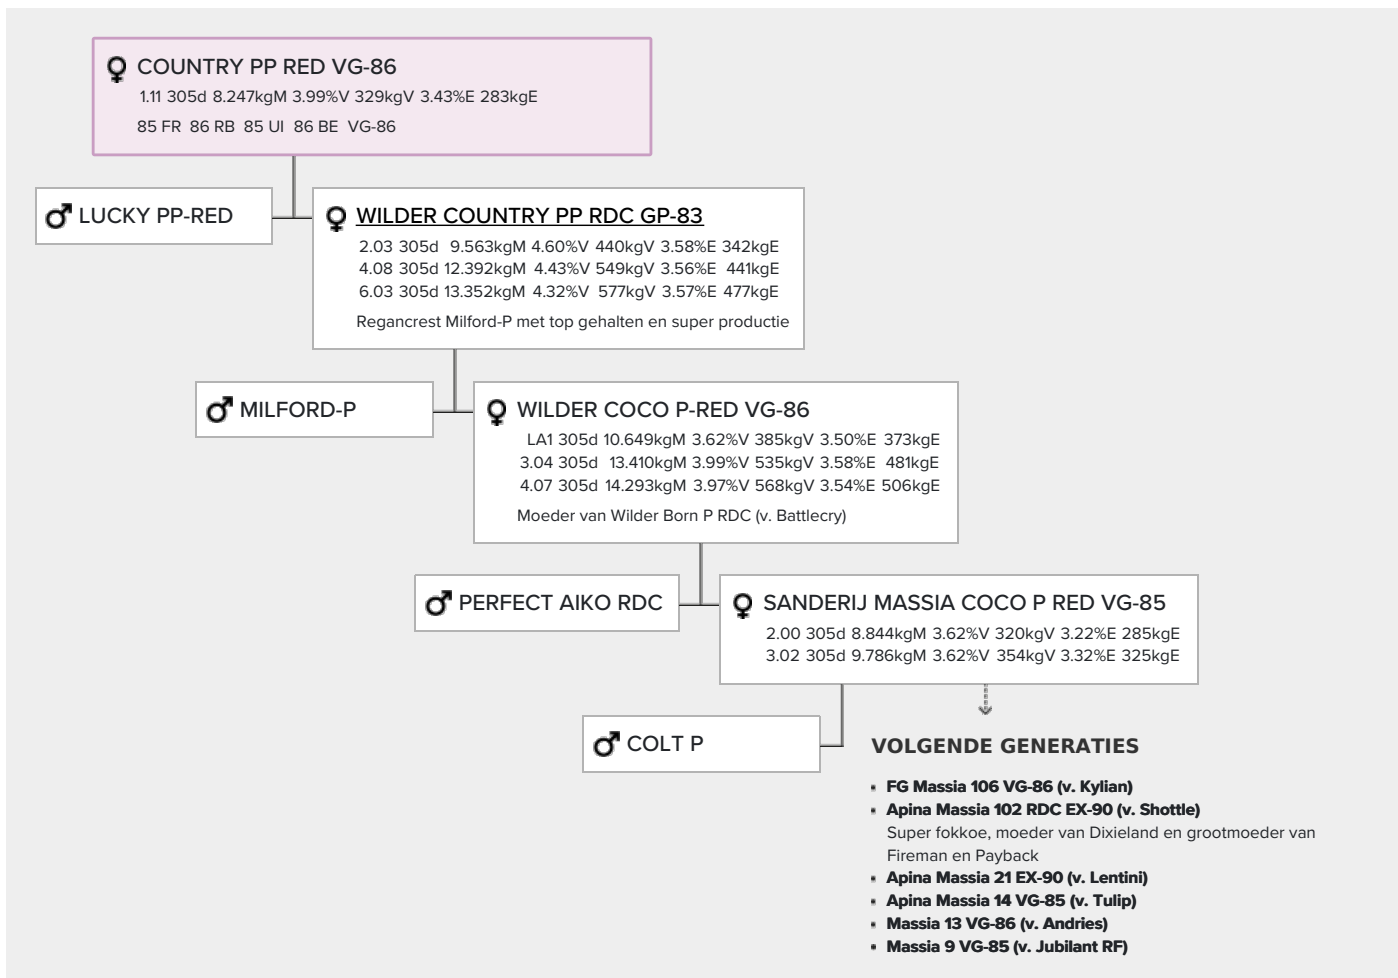 COUNTRY PP RED VG-86
1.11 305d 8.247kgM 3.99%V 329kgV 3.43%E 283kgE
85 FR 86 RB 85 UI 86 BE VG-86
LUCKY PP-RED
WILDER COUNTRY PP RDC GP-83
2.03 305d 9.563kgM 4.60%V 440kgV 3.58%E 342kgE
4.08 305d 12.392kgM 4.43%V 549kgV 3.56%E 441kgE
6.03 305d 13.352kgM 4.32%V 577kgV 3.57%E 477kgE
Regancrest Milford-P met top gehalten en super productie
MILFORD-P
WILDER COCO P-RED VG-86
LA1 305d 10.649kgM 3.62%V 385kgV 3.50%E 373kgE
3.04 305d 13.410kgM 3.99%V 535kgV 3.58%E 481kgE
4.07 305d 14.293kgM 3.97%V 568kgV 3.54%E 506kgE
Moeder van Wilder Born P RDC (v. Battlecry)
PERFECT AIKO RDC
SANDERIJ MASSIA COCO P RED VG-85
2.00 305d 8.844kgM 3.62%V 320kgV 3.22%E 285kgE
3.02 305d 9.786kgM 3.62%V 354kgV 3.32%E 325kgE
COLT P
VOLGENDE GENERATIES
▪ FG Massia 106 VG-86 (v. Kylian)
▪ Apina Massia 102 RDC EX-90 (v. Shottle)
Super fokkoe, moeder van Dixieland en grootmoeder van
Fireman en Payback
▪ Apina Massia 21 EX-90 (v. Lentini)
▪ Apina Massia 14 VG-85 (v. Tulip)
▪ Massia 13 VG-86 (v. Andries)
▪ Massia 9 VG-85 (v. Jubilant RF)